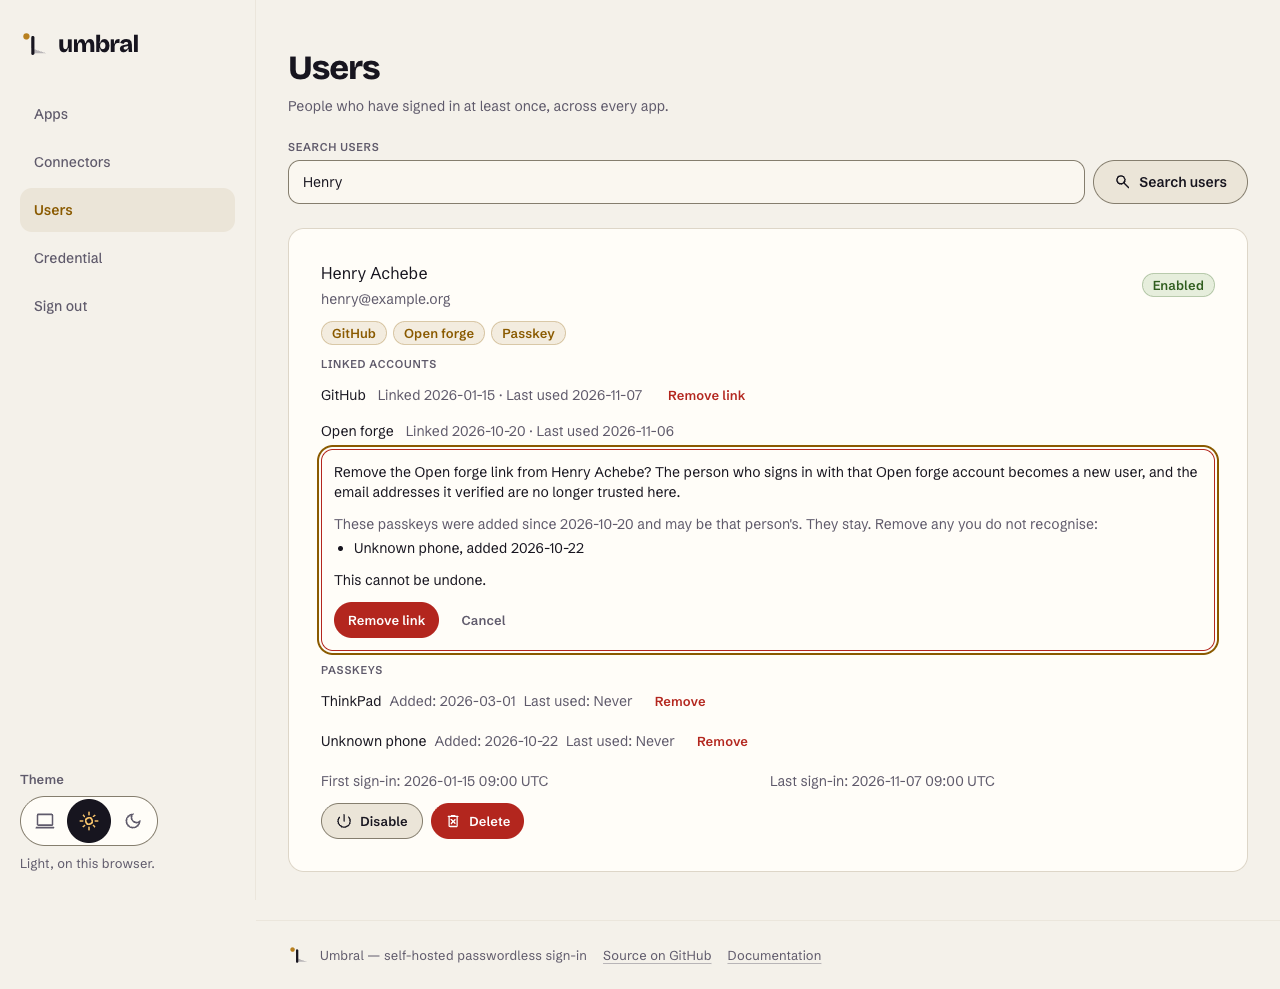 umbral
Apps
Connectors
Users
Credential
Sign out
Theme
Light, on this browser.
Users
People who have signed in at least once, across every app.
SEARCH USERS
Henry
Search users
Henry Achebe
henry@example.org
Enabled
GitHub Open forge Passkey
LINKED ACCOUNTS
GitHub Linked 2026-01-15 · Last used 2026-11-07 Remove link
Open forge Linked 2026-10-20 · Last used 2026-11-06
Remove the Open forge link from Henry Achebe? The person who signs in with that Open forge account becomes a new user, and the
email addresses it verified are no longer trusted here.
These passkeys were added since 2026-10-20 and may be that person's. They stay. Remove any you do not recognise:
• Unknown phone, added 2026-10-22
This cannot be undone.
Remove link Cancel
PASSKEYS
ThinkPad Added: 2026-03-01 Last used: Never Remove
Unknown phone Added: 2026-10-22 Last used: Never Remove
First sign-in: 2026-01-15 09:00 UTC Last sign-in: 2026-11-07 09:00 UTC
Disable Delete
Umbral — self-hosted passwordless sign-in Source on GitHub Documentation